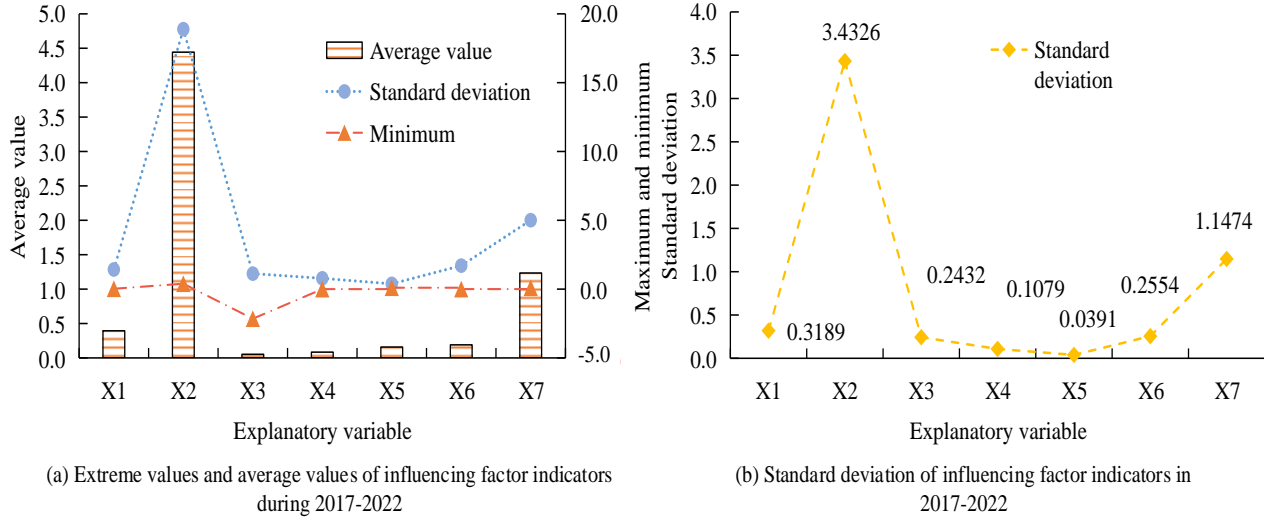 5.0
4.5
4.0
3.5
3.0
2.5
2.0
1.5
1.0
0.5
0.0
Average value
20.0
15.0
10.0
5.0
0.0
-5.0
Maximum and minimum
Average value
Standard deviation
Minimum
X1 X2 X3 X4 X5 X6 X7
Explanatory variable
(a) Extreme values and average values of influencing factor indicators
during 2017-2022
4.0
3.5
3.0
2.5
2.0
1.5
1.0
0.5
0.0
Standard deviation
Standard
deviation
0.3189
3.4326
0.2432
0.1079
0.0391
0.2554
1.1474
X1 X2 X3 X4 X5 X6 X7
Explanatory variable
(b) Standard deviation of influencing factor indicators in
2017-2022